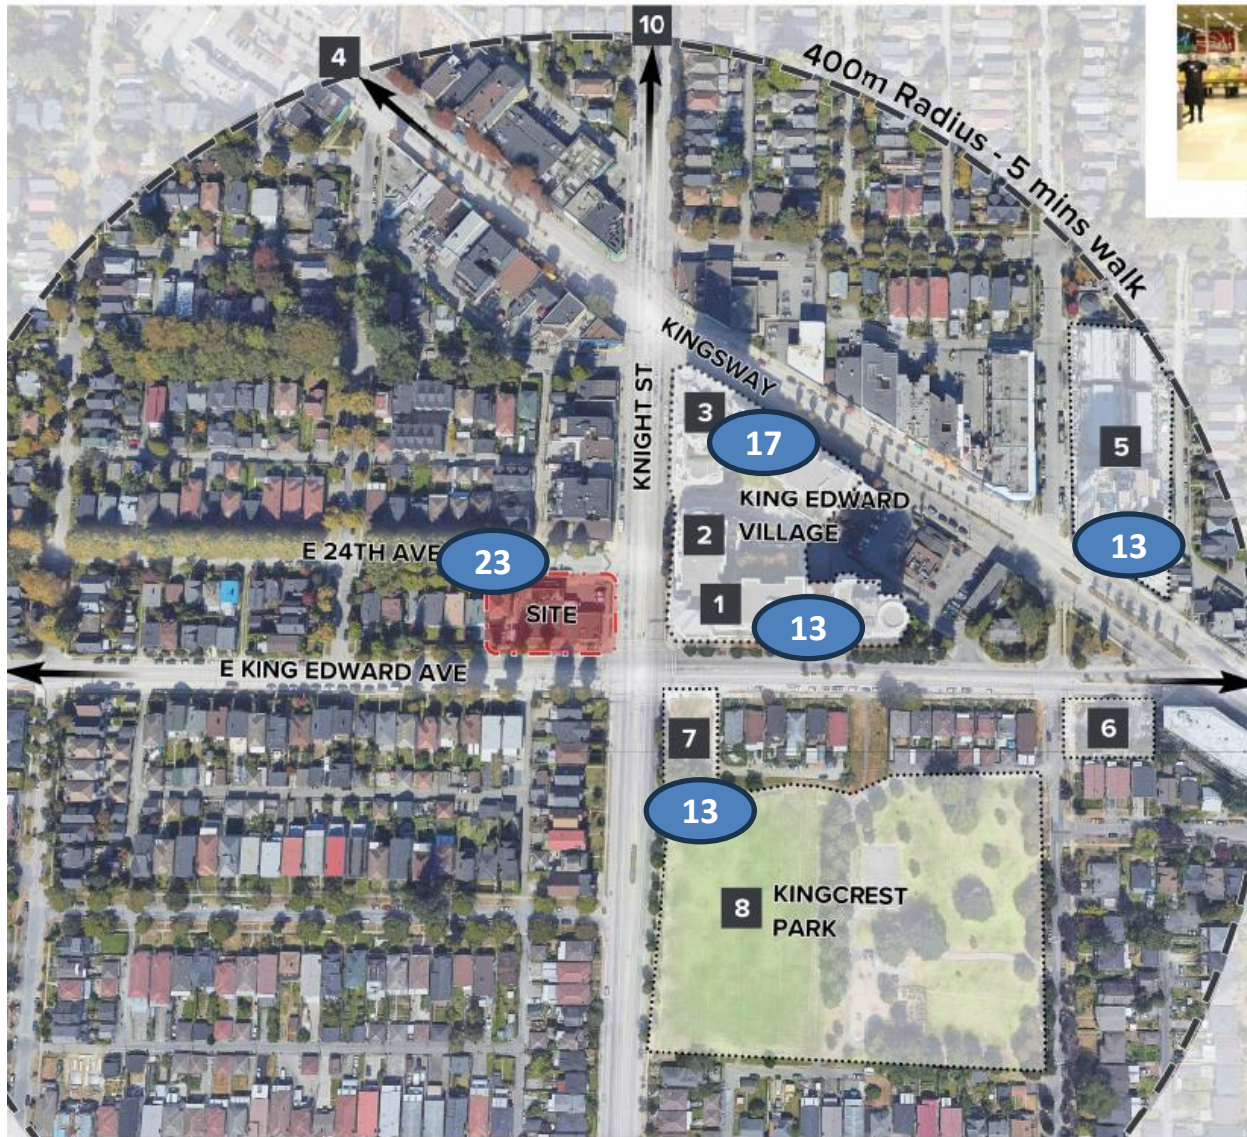 10
4
400m Radius - 5 mins walk
KINGSWAY
KNIGHT ST
3
17
5
KING EDWARD
VILLAGE
2
13
E 24TH AVE
23
SITE
1
13
E KING EDWARD AVE
7
6
13
8
KINGCREST
PARK